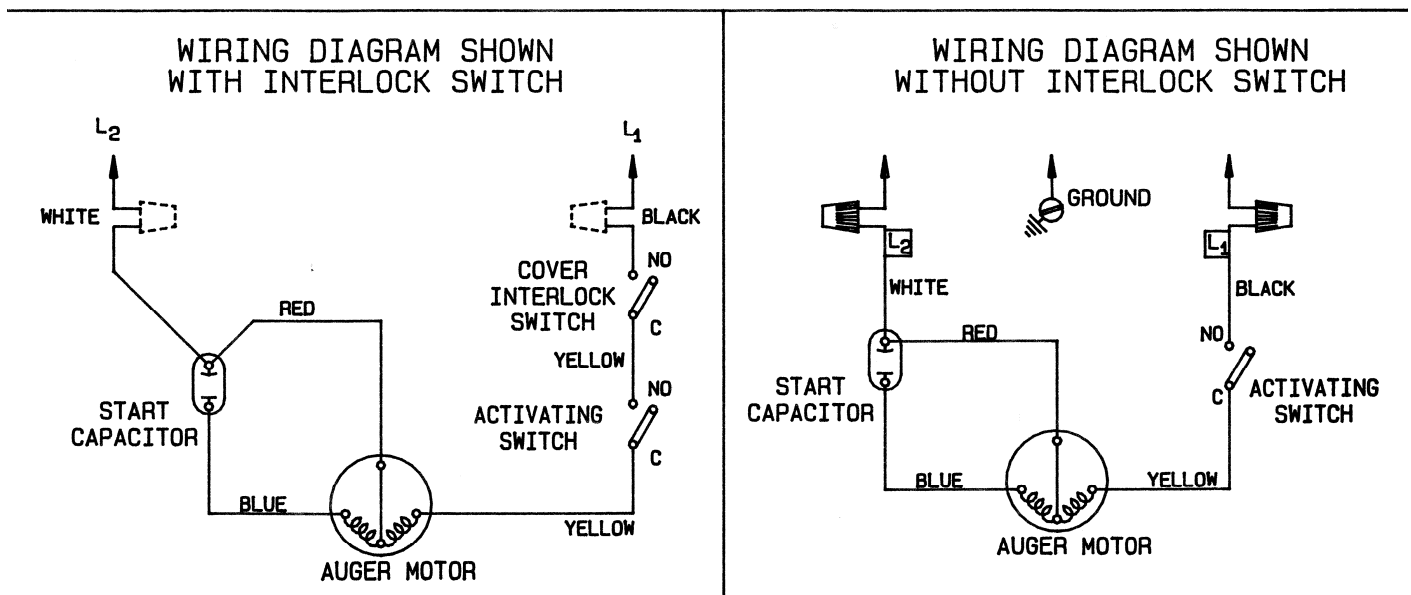 WIRING DIAGRAM SHOWN
WITH INTERLOCK SWITCH
L2
L1
WHITE
BLACK
NO
COVER
INTERLOCK
SWITCH
C
RED
YELLOW
NO
START
CAPACITOR
ACTIVATING
SWITCH
C
BLUE
YELLOW
AUGER MOTOR
WIRING DIAGRAM SHOWN
WITHOUT INTERLOCK SWITCH
GROUND
L2
L1
WHITE
BLACK
RED
NO
START
CAPACITOR
C
ACTIVATING
SWITCH
BLUE
YELLOW
AUGER MOTOR